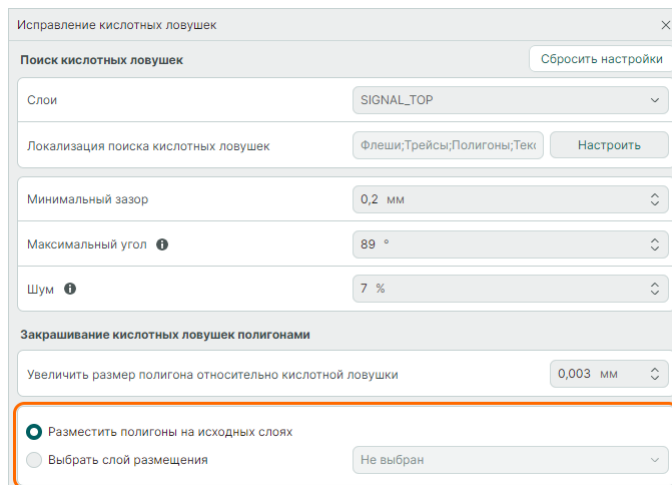 Исправление кислотных ловушек
Поиск кислотных ловушек
Сбросить настройки
Слои
SIGNAL_TOP
Локализация поиска кислотных ловушек
Флеши;Трейсы;Полигоны;Текс
Настроить
Минимальный зазор
0,2 мм
Максимальный угол
89 °
Шум
7 %
Закрашивание кислотных ловушек полигонами
Увеличить размер полигона относительно кислотной ловушки
0,003 мм
Разместить полигоны на исходных слоях
Выбрать слой размещения
Не выбран